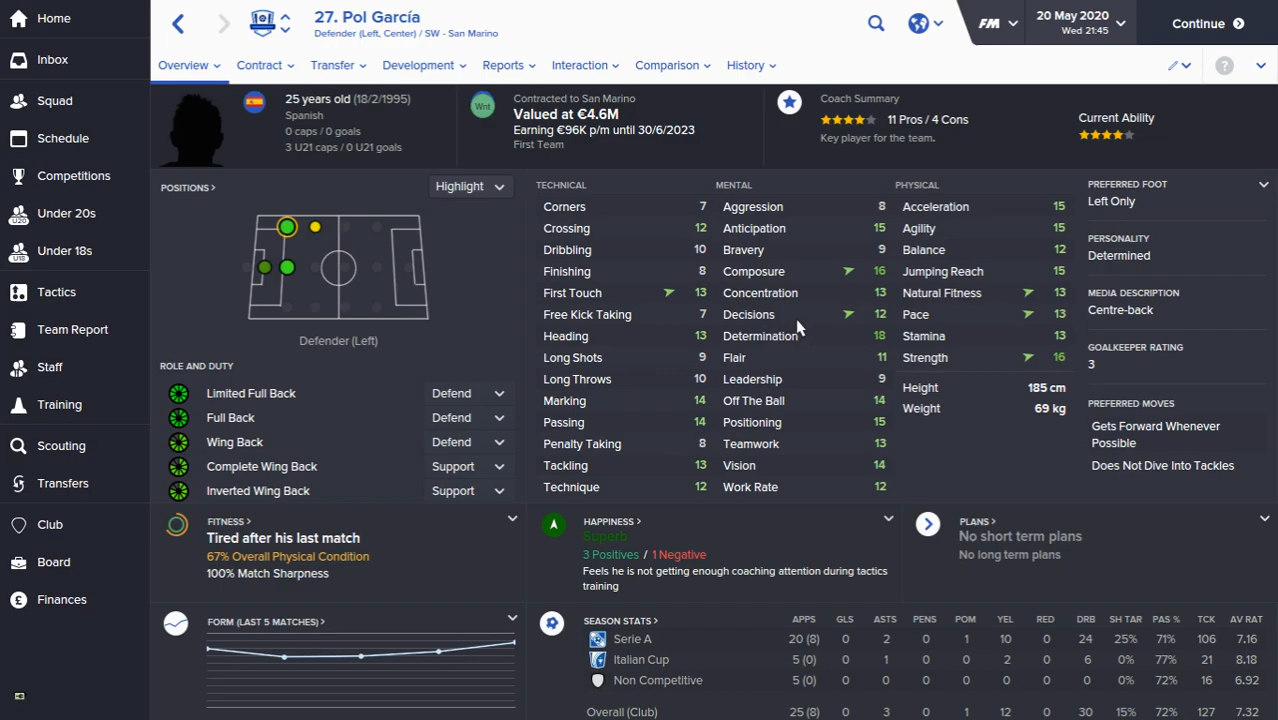 Home
Inbox
Squad
Schedule
Competitions
Under 20s
Under 18s
Tactics
Team Report
Staff
Training
Scouting
Transfers
Club
Board
Finances
27. Pol García
Defender (Left, Center) / SW - San Marino
FM
20 May 2020
Wed 21:45
Continue
Overview
Contract
Transfer
Development
Reports
Interaction
Comparison
History
?
25 years old (18/2/1995)
Spanish
0 caps / 0 goals
3 U21 caps / 0 U21 goals
Wnt
Contracted to San Marino
Valued at €4.6M
Earning €96K p/m until 30/6/2023
First Team
Coach Summary
11 Pros / 4 Cons
Key player for the team.
Current Ability
POSITIONS >
Highlight
Defender (Left)
ROLE AND DUTY
Limited Full Back Defend
Full Back Defend
Wing Back Defend
Complete Wing Back Support
Inverted Wing Back Support
TECHNICAL
Corners 7
Crossing 12
Dribbling 10
Finishing 8
First Touch 13
Free Kick Taking 7
Heading 13
Long Shots 9
Long Throws 10
Marking 14
Passing 14
Penalty Taking 8
Tackling 13
Technique 12
MENTAL
Aggression 8
Anticipation 15
Bravery 9
Composure 16
Concentration 13
Decisions 12
Determination 18
Flair 11
Leadership 9
Off The Ball 14
Positioning 15
Teamwork 13
Vision 14
Work Rate 12
PHYSICAL
Acceleration 15
Agility 15
Balance 12
Jumping Reach 15
Natural Fitness 13
Pace 13
Stamina 13
Strength 16
Height 185 cm
Weight 69 kg
PREFERRED FOOT
Left Only
PERSONALITY
Determined
MEDIA DESCRIPTION
Centre-back
GOALKEEPER RATING
3
PREFERRED MOVES
Gets Forward Whenever
Possible
Does Not Dive Into Tackles
FITNESS >
Tired after his last match
67% Overall Physical Condition
100% Match Sharpness
HAPPINESS >
Superb
3 Positives / 1 Negative
Feels he is not getting enough coaching attention during tactics
training
PLANS >
No short term plans
No long term plans
FORM (LAST 5 MATCHES) >
SEASON STATS > APPS GLS ASTS PENS POM YEL RED DRB SH TAR PAS % TCK AV RAT
Serie A 20 (8) 0 2 0 1 10 0 24 25% 71% 106 7.16
Italian Cup 5 (0) 0 1 0 0 2 0 6 0% 77% 21 8.18
Non Competitive 5 (0) 0 0 0 0 0 0 0 0% 72% 16 6.92
Overall (Club) 25 (8) 0 3 0 1 12 0 30 15% 72% 127 7.32